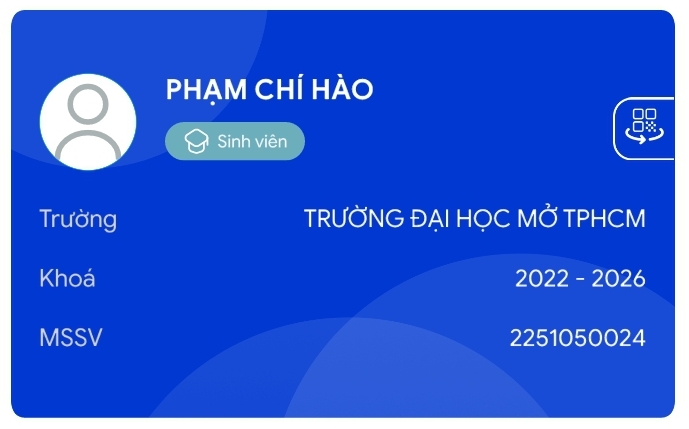 PHẠM CHÍ HÀO
Sinh viên
Trường TRƯỜNG ĐẠI HỌC MỞ TPHCM
Khoá 2022 - 2026
MSSV 2251050024